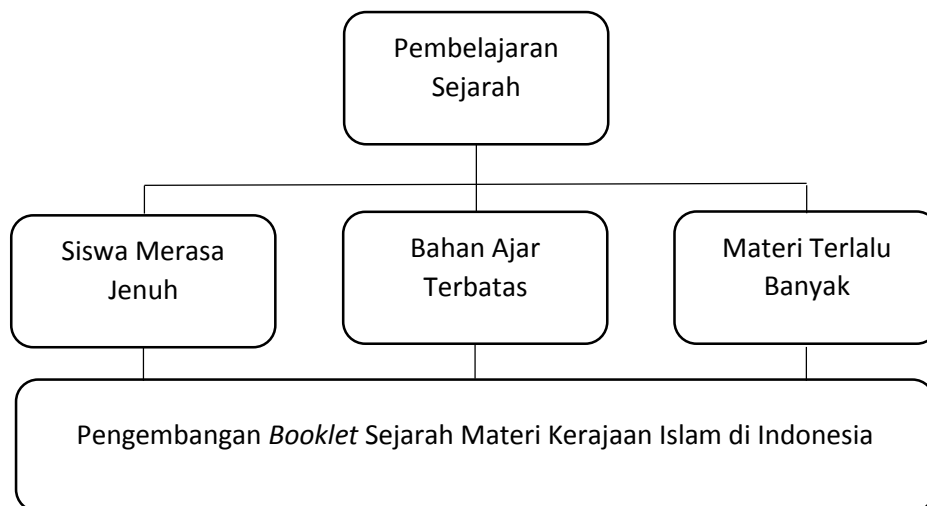 Pembelajaran
Sejarah
Siswa Merasa
Jenuh
Bahan Ajar
Terbatas
Materi Terlalu
Banyak
Pengembangan Booklet Sejarah Materi Kerajaan Islam di Indonesia